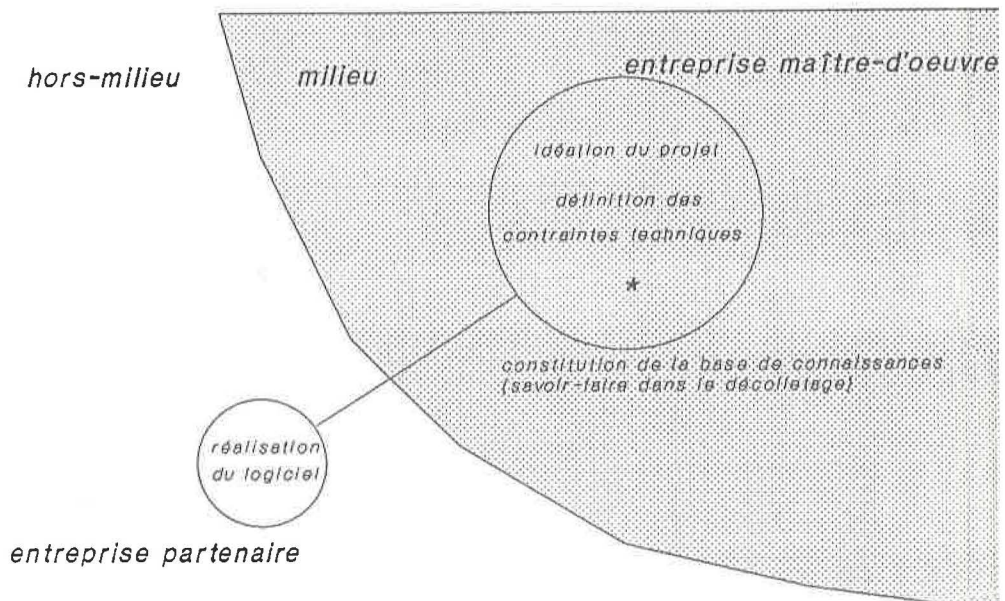 hors-milieu
milieu
entreprise maître-d'oeuvre
idéation du projet
définition des
contraintes techniques
*
constitution de la base de connaissances
(savoir-faire dans le décolletage)
réalisation
du logiciel
entreprise partenaire